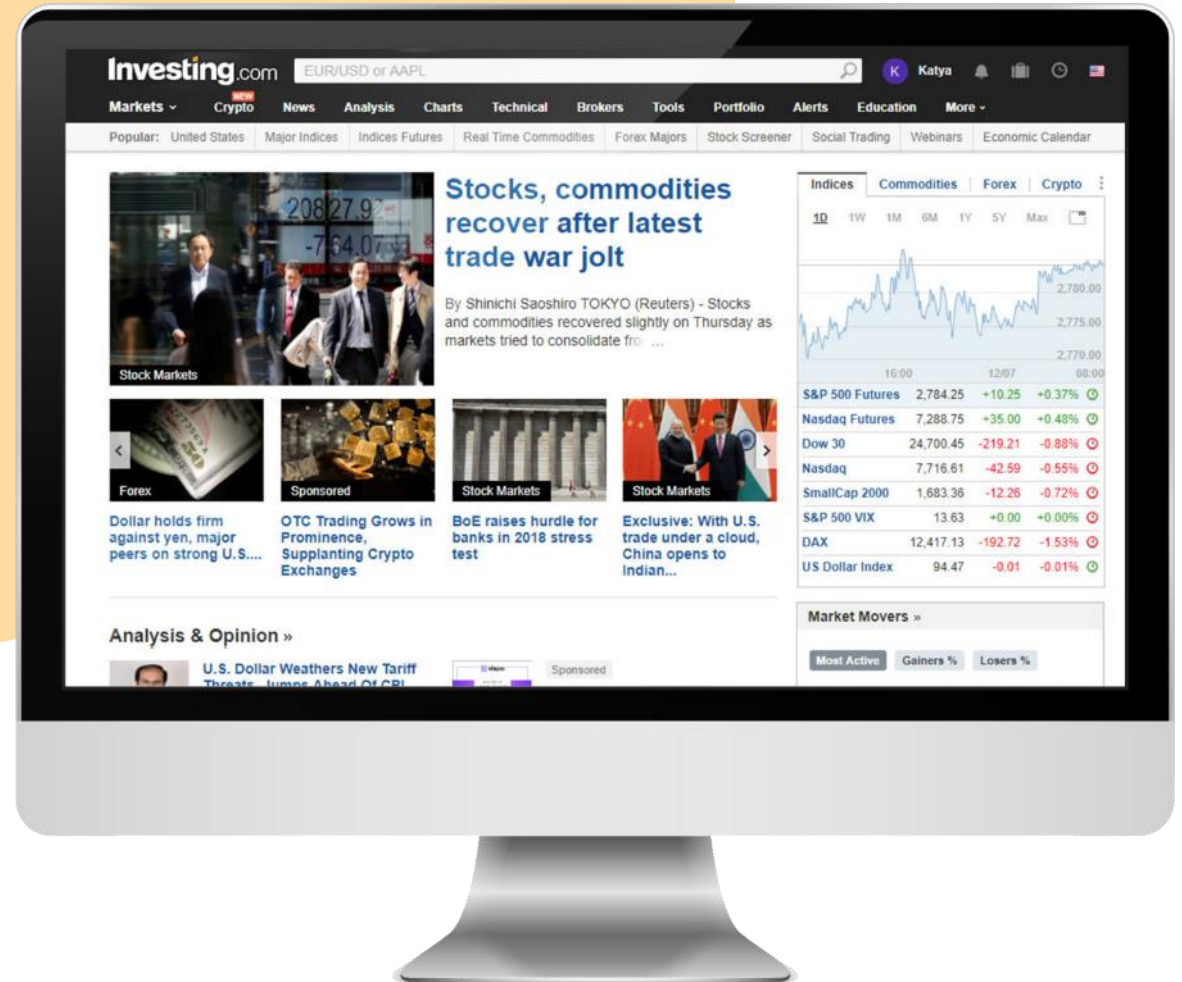 Investing.com
EUR/USD or AAPL
K
Katya
Markets
Crypto
NEW
News
Analysis
Charts
Technical
Brokers
Tools
Portfolio
Alerts
Education
More
Popular:
United States
Major Indices
Indices Futures
Real Time Commodities
Forex Majors
Stock Screener
Social Trading
Webinars
Economic Calendar
20827.92
-764.07
Stock Markets
Stocks, commodities
recover after latest
trade war jolt
By Shinichi Saoshiro TOKYO (Reuters) - Stocks
and commodities recovered slightly on Thursday as
markets tried to consolidate fro ...
Forex
Dollar holds firm
against yen, major
peers on strong U.S....
Sponsored
OTC Trading Grows in
Prominence,
Supplanting Crypto
Exchanges
Stock Markets
BoE raises hurdle for
banks in 2018 stress
test
Stock Markets
Exclusive: With U.S.
trade under a cloud,
China opens to
Indian...
Analysis & Opinion »
U.S. Dollar Weathers New Tariff
Threats, Jumps Ahead Of CPI
Sponsored
Indices
Commodities
Forex
Crypto
1D 1W 1M 6M 1Y 5Y Max
2,780.00
2,775.00
2,770.00
16:00 12/07 08:00
S&P 500 Futures 2,784.25 +10.25 +0.37%
Nasdaq Futures 7,288.75 +35.00 +0.48%
Dow 30 24,700.45 -219.21 -0.88%
Nasdaq 7,716.61 -42.59 -0.55%
SmallCap 2000 1,683.36 -12.26 -0.72%
S&P 500 VIX 13.63 +0.00 +0.00%
DAX 12,417.13 -192.72 -1.53%
US Dollar Index 94.47 -0.01 -0.01%
Market Movers »
Most Active
Gainers %
Losers %